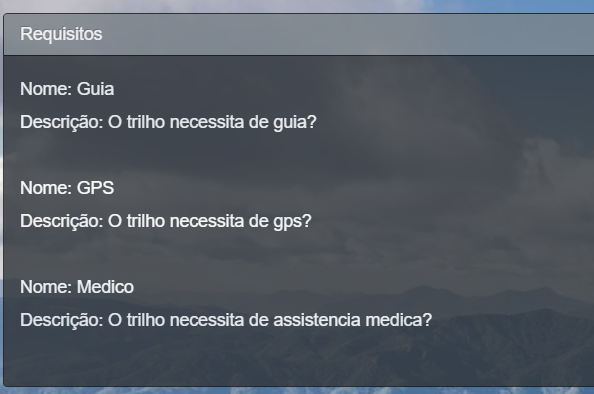 Requisitos
Nome: Guia
Descrição: O trilho necessita de guia?
Nome: GPS
Descrição: O trilho necessita de gps?
Nome: Medico
Descrição: O trilho necessita de assistencia medica?